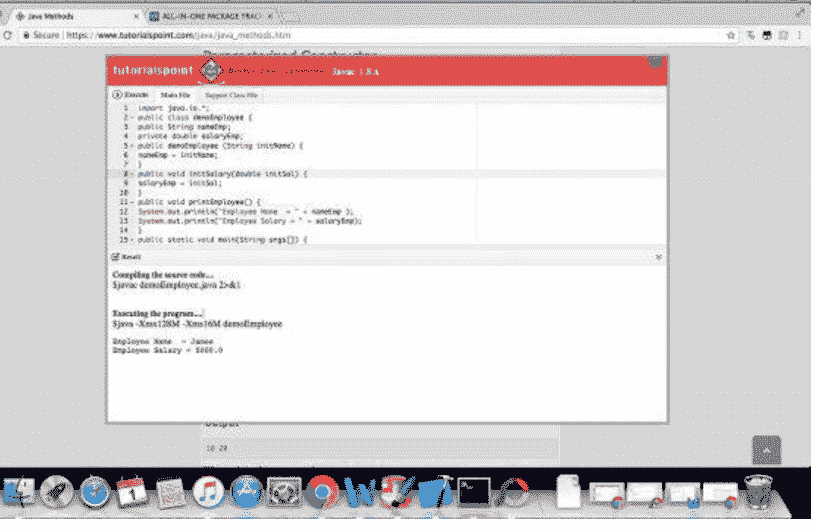 Java Methods
ALL-IN-ONE PACKAGE TRAC
Secure | https://www.tutorialspoint.com/java/java_methods.htm
tutorialspoint
Execute Main File Support Class File
1 import java.io.*;
2 public class demoEmployee {
3 public String nameEmp;
4 private double salaryEmp;
5 public demoEmployee (String initName) {
6 nameEmp = initName;
7 }
8 public void initSalary(double initSal) {
9 salaryEmp = initSal;
10 }
11 public void printEmployee() {
12 System.out.println("Employee Name = " + nameEmp );
13 System.out.println("Employee Salary = " + salaryEmp);
14 }
15 public static void main(String args[]) {
Result
Compiling the source code....
$javac demoEmployee.java 2>&1
Executing the program....
$java -Xmx128M -Xms16M demoEmployee
Employee Name = James
Employee Salary = 5000.0
Output
10 20
1